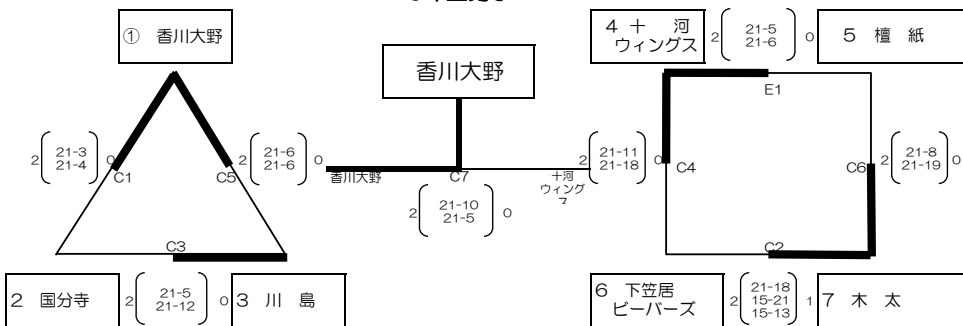 ① 香川大野
4 十 河
ウィングス
2 21-5 0
21-6
5 檀 紙
香川大野
E1
2 21-3 0
21-4
C1
2 21-6 0
21-6
C5
香川大野
C7
十河
ウィング
2 21-10 0
21-5
2 21-11 0
21-18
C4
C6
2 21-8 0
21-19
C3
C2
2 国分寺
2 21-5 0
21-12
3 川 島
6 下笠居
ビーバーズ
2 21-18 1
15-21
15-13
7 木 太